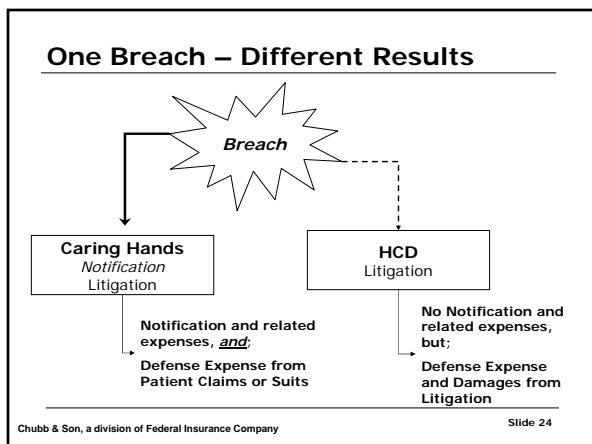 One Breach – Different Results
Breach
Caring Hands
Notification
Litigation
HCD
Litigation
Notification and related
expenses, and;
Defense Expense from
Patient Claims or Suits
No Notification and
related expenses,
but;
Defense Expense
and Damages from
Litigation
Chubb & Son, a division of Federal Insurance Company
Slide 24